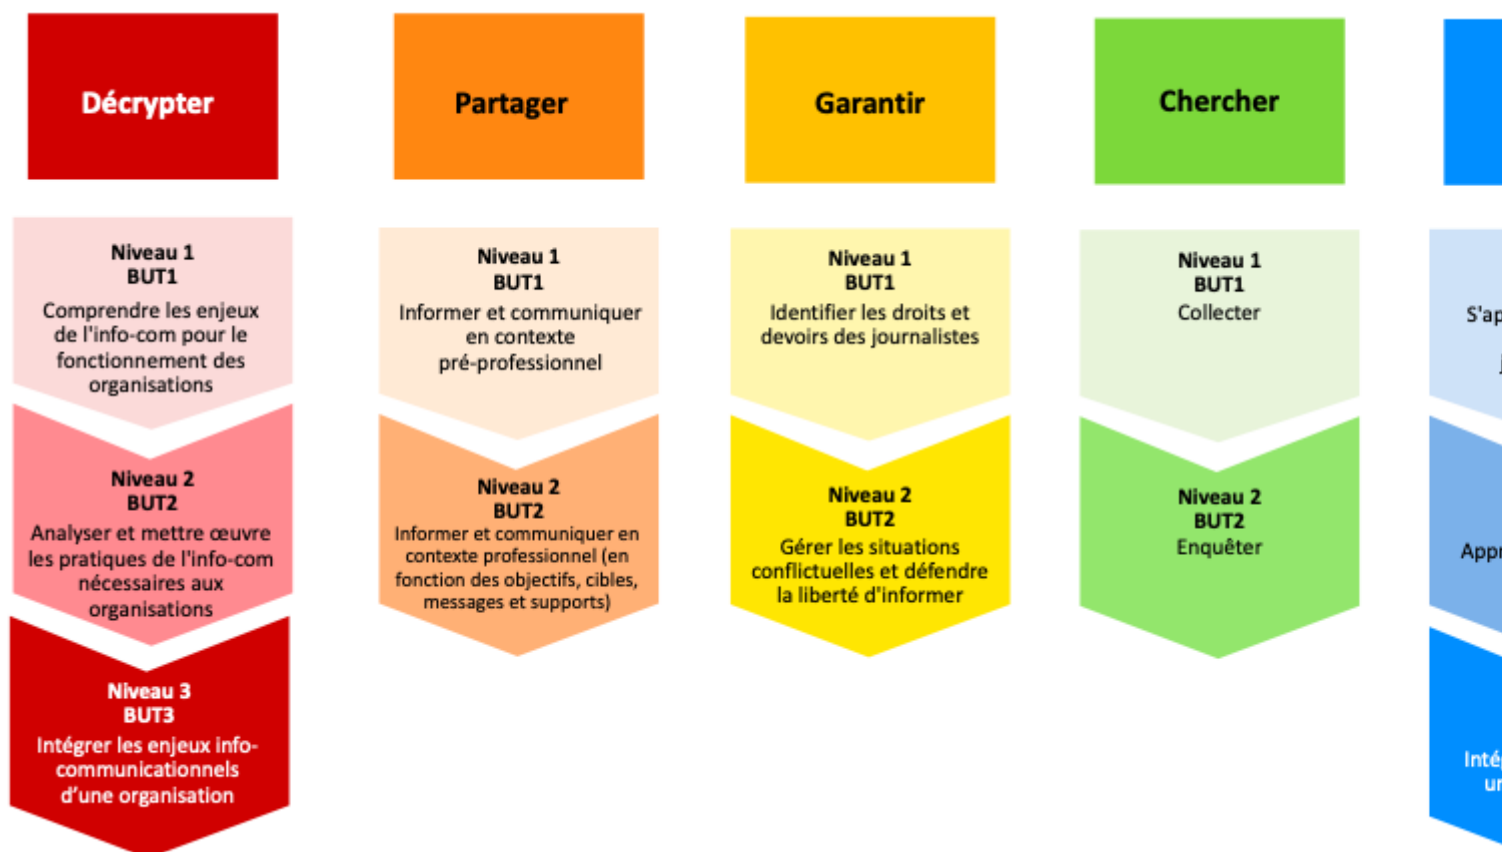 Décrypter
Partager
Garantir
Chercher
Niveau 1
BUT1
Comprendre les enjeux
de l'info-com pour le
fonctionnement des
organisations
Niveau 2
BUT2
Analyser et mettre œuvre
les pratiques de l'info-com
nécessaires aux
organisations
Niveau 3
BUT3
Intégrer les enjeux info-
communicationnels
d’une organisation
Niveau 1
BUT1
Informer et communiquer
en contexte
pré-professionnel
Niveau 2
BUT2
Informer et communiquer en
contexte professionnel (en
fonction des objectifs, cibles,
messages et supports)
Niveau 1
BUT1
Identifier les droits et
devoirs des journalistes
Niveau 2
BUT2
Gérer les situations
conflictuelles et défendre
la liberté d'informer
Niveau 1
BUT1
Collecter
Niveau 2
BUT2
Enquêter